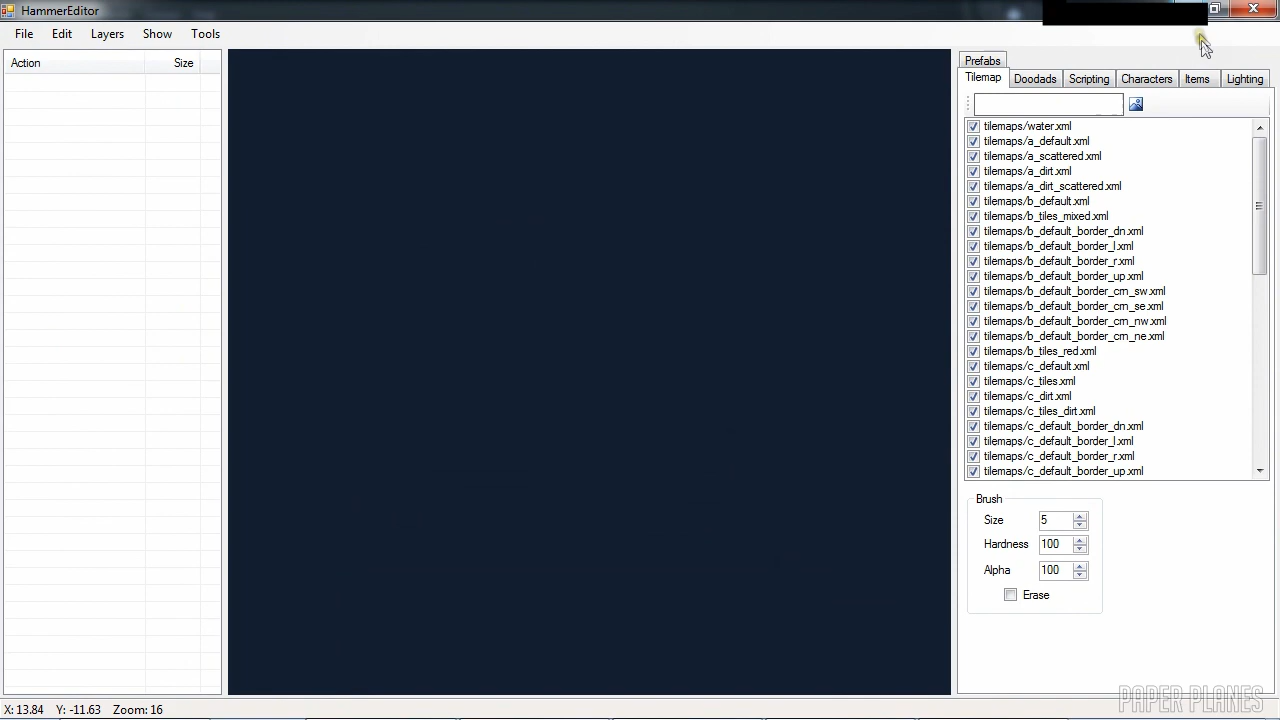 HammerEditor
File Edit Layers Show Tools
Action Size
Prefabs
Tilemap Doodads Scripting Characters Items Lighting
tilemaps/water.xml
tilemaps/a_default.xml
tilemaps/a_scattered.xml
tilemaps/a_dirt.xml
tilemaps/a_dirt_scattered.xml
tilemaps/b_default.xml
tilemaps/b_tiles_mixed.xml
tilemaps/b_default_border_dn.xml
tilemaps/b_default_border_l.xml
tilemaps/b_default_border_r.xml
tilemaps/b_default_border_up.xml
tilemaps/b_default_border_crn_sw.xml
tilemaps/b_default_border_crn_se.xml
tilemaps/b_default_border_crn_nw.xml
tilemaps/b_default_border_crn_ne.xml
tilemaps/b_tiles_red.xml
tilemaps/c_default.xml
tilemaps/c_tiles.xml
tilemaps/c_dirt.xml
tilemaps/c_tiles_dirt.xml
tilemaps/c_default_border_dn.xml
tilemaps/c_default_border_l.xml
tilemaps/c_default_border_r.xml
tilemaps/c_default_border_up.xml
Brush
Size 5
Hardness 100
Alpha 100
Erase
PAPER PLANES
X: 13.84 Y: -11.63 Zoom: 16